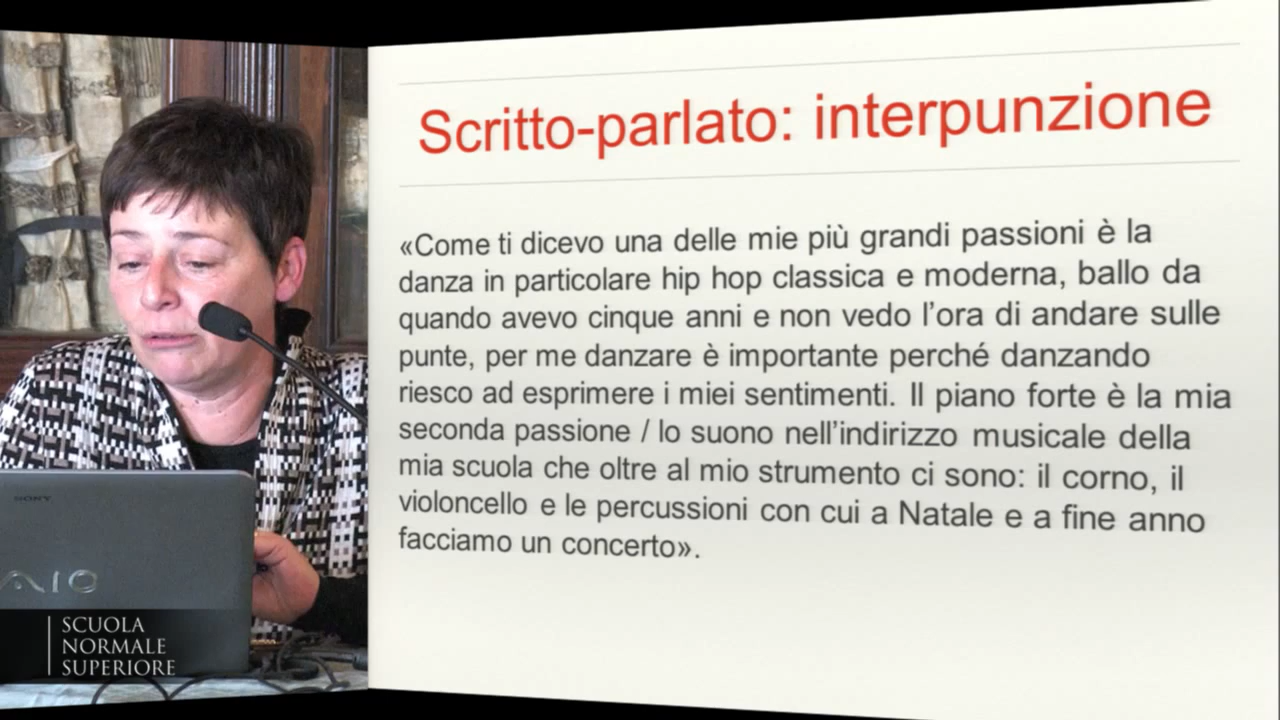 Scritto-parlato: interpunzione
«Come ti dicevo una delle mie più grandi passioni è la
danza in particolare hip hop classica e moderna, ballo da
quando avevo cinque anni e non vedo l'ora di andare sulle
punte, per me danzare è importante perché danzando
riesco ad esprimere i miei sentimenti. Il piano forte è la mia
seconda passione / lo suono nell'indirizzo musicale della
mia scuola che oltre al mio strumento ci sono: il corno, il
violoncello e le percussioni con cui a Natale e a fine anno
facciamo un concerto».
SONY
VAIO
SCUOLA
NORMALE
SUPERIORE